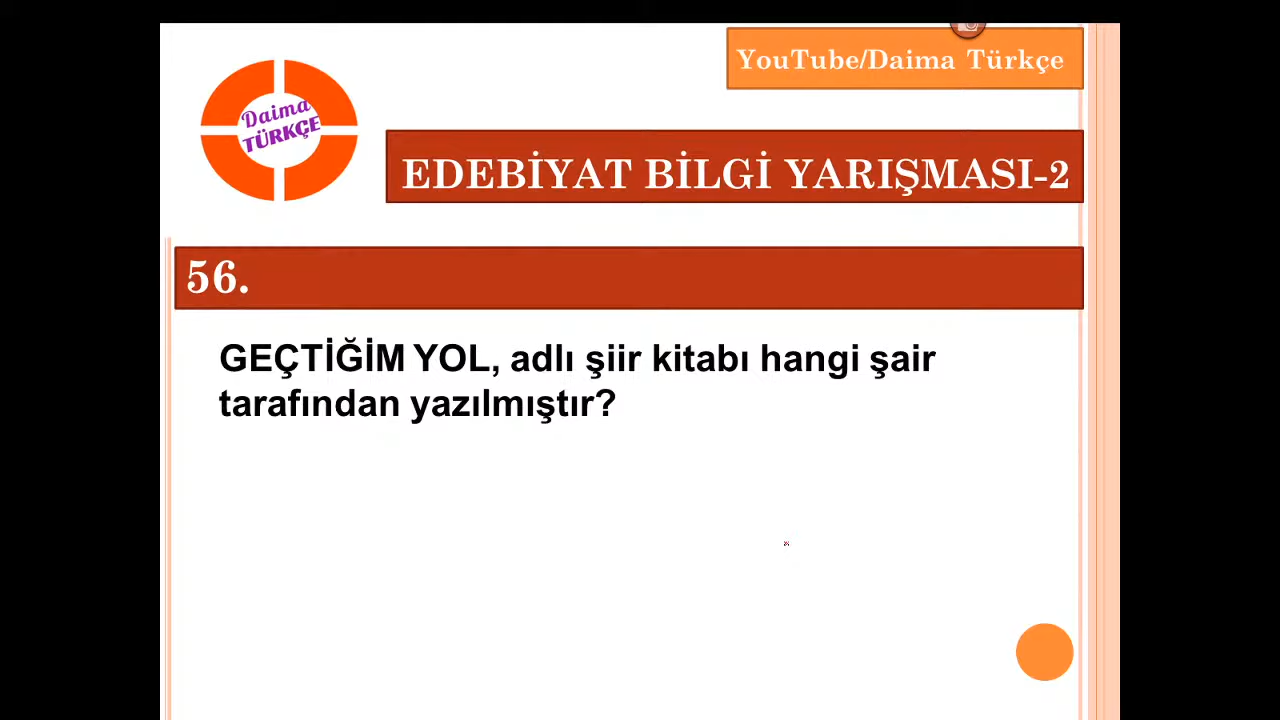 YouTube/Daima Türkçe
Daima
TÜRKÇE
EDEBİYAT BİLGİ YARIŞMASI-2
56.
GEÇTİĞİM YOL, adlı şiir kitabı hangi şair
tarafından yazılmıştır?